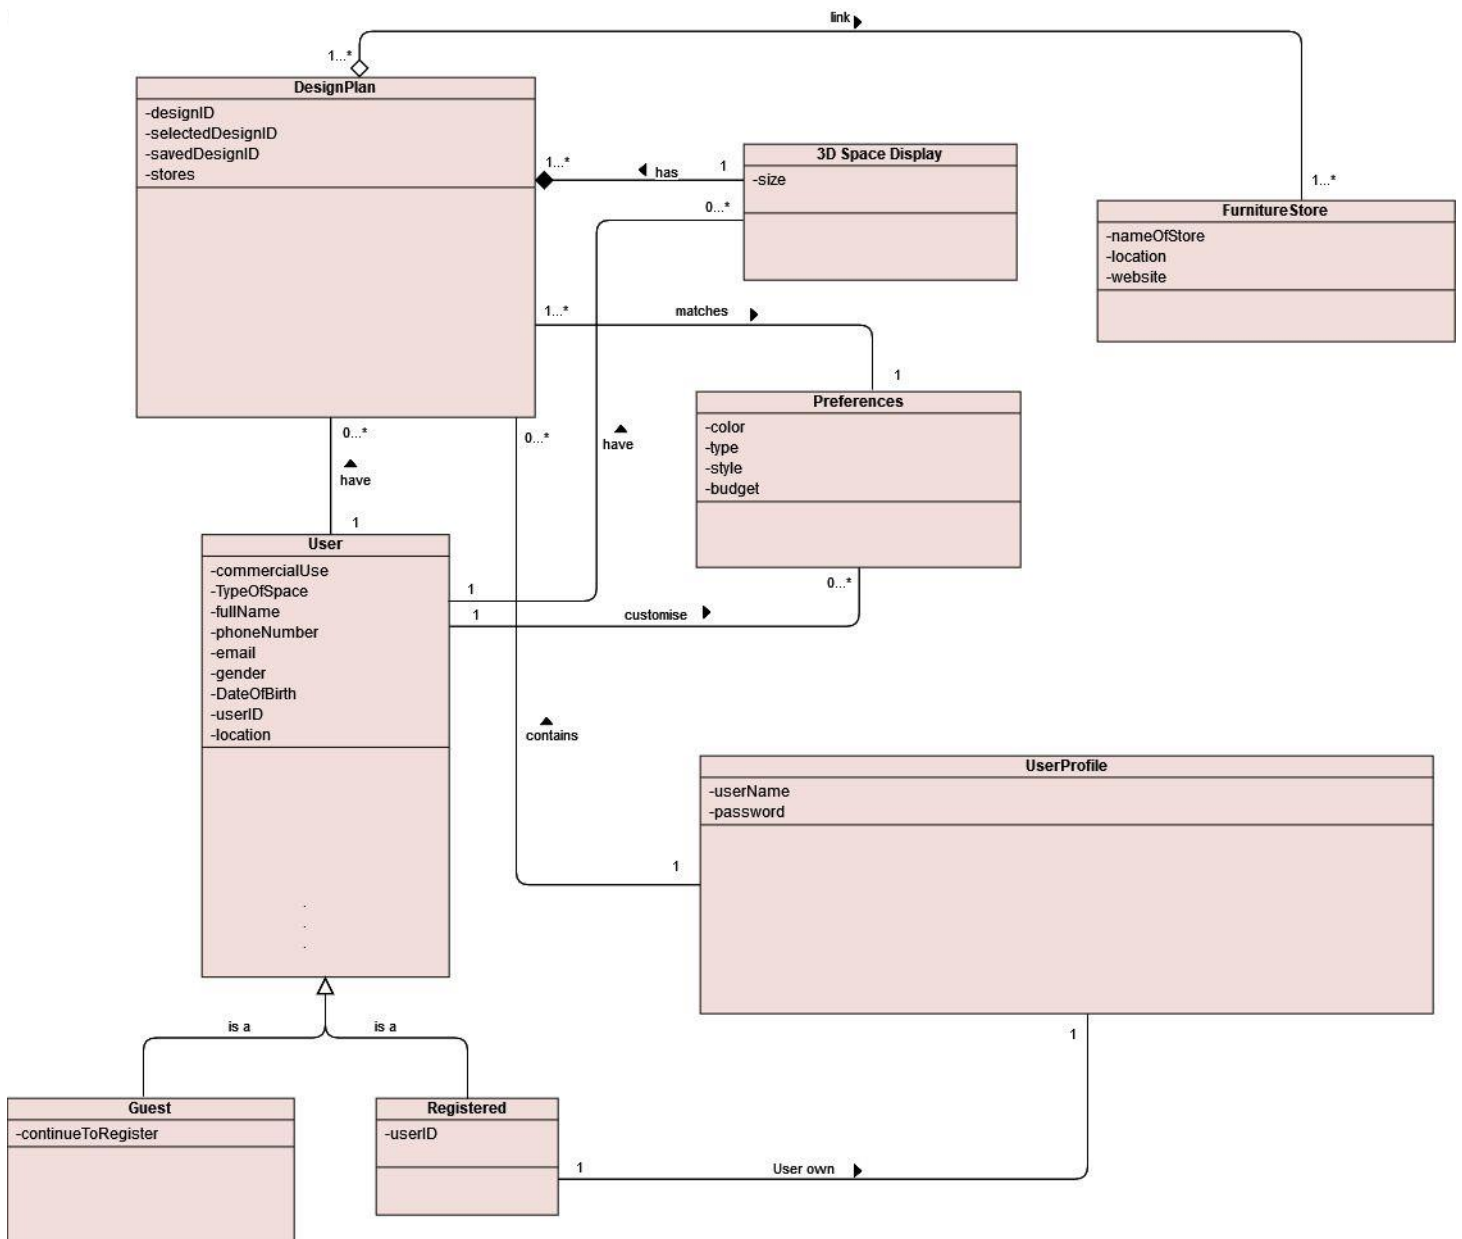 link
1...*
DesignPlan
-designID
-selectedDesignID
-savedDesignID
-stores
1...*
has
1
3D Space Display
-size
0...*
1...*
FurnitureStore
-nameOfStore
-location
-website
1...*
matches
1
Preferences
-color
-type
-style
-budget
0...*
have
1
0...*
have
User
-commercialUse
-TypeOfSpace
-fullName
-phoneNumber
-email
-gender
-DateOfBirth
-userID
-location
.
.
.
1
1
customise
0...*
contains
1
UserProfile
-userName
-password
is a
is a
1
Guest
-continueToRegister
Registered
-userID
1
User own